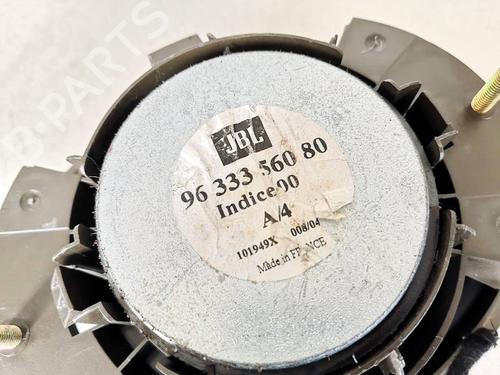 JBL
96 333 560 80
Indice 00
A/4
101949X 008/04
Made in FRANCE
B-PARTS